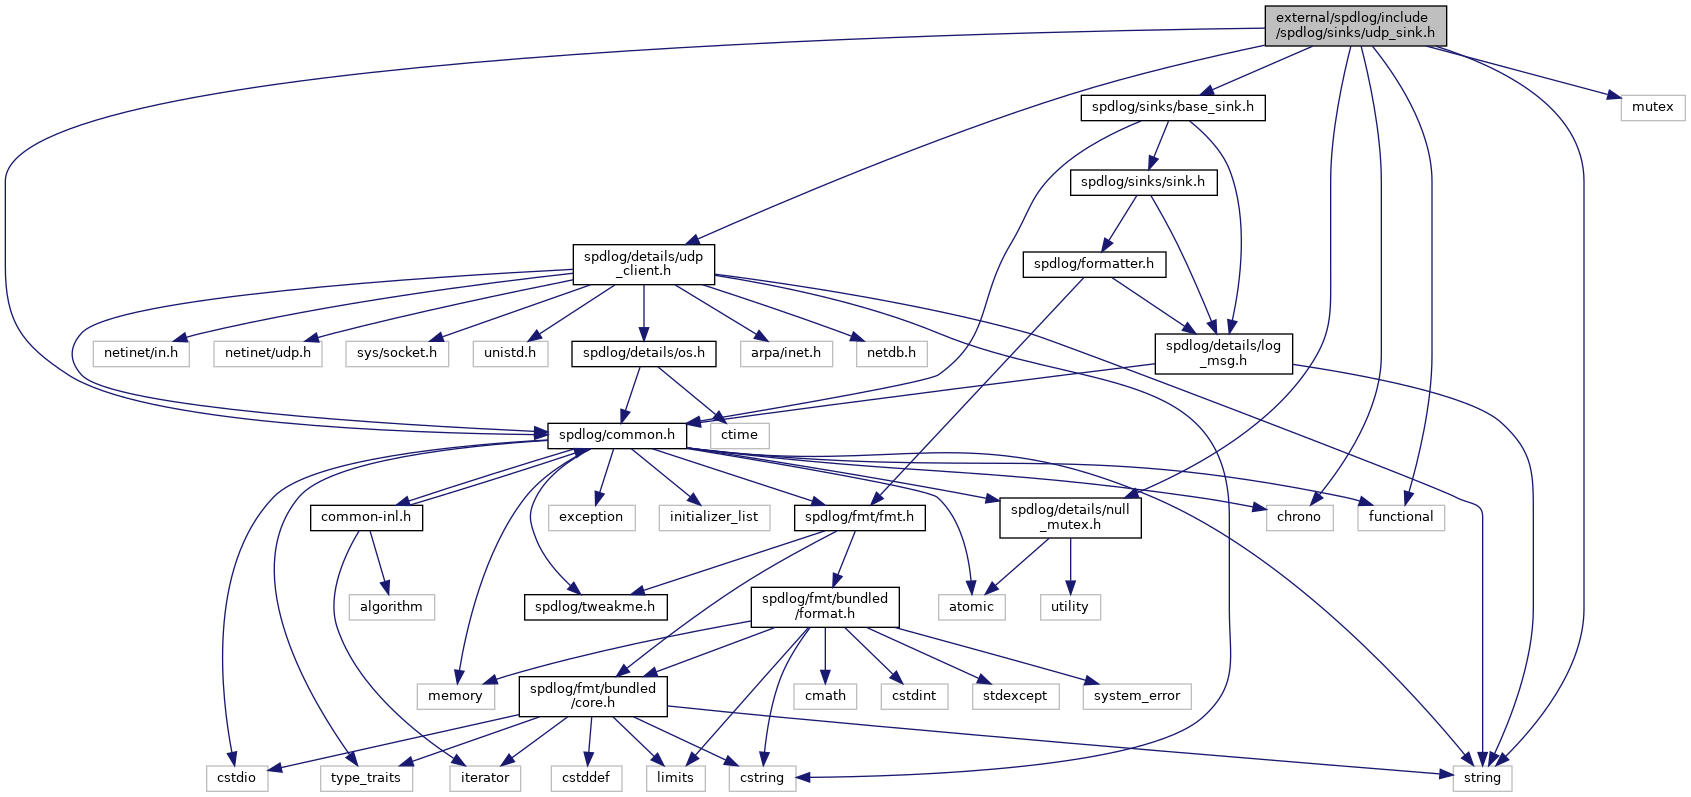 external/spdlog/include
/spdlog/sinks/udp_sink.h
spdlog/sinks/base_sink.h
mutex
spdlog/sinks/sink.h
spdlog/details/udp
_client.h
spdlog/formatter.h
netinet/in.h
netinet/udp.h
sys/socket.h
unistd.h
spdlog/details/os.h
arpa/inet.h
netdb.h
spdlog/details/log
_msg.h
spdlog/common.h
ctime
common-inl.h
exception
initializer_list
spdlog/fmt/fmt.h
spdlog/details/null
_mutex.h
chrono
functional
algorithm
spdlog/tweakme.h
spdlog/fmt/bundled
/format.h
atomic
utility
memory
spdlog/fmt/bundled
/core.h
cmath
cstdint
stdexcept
system_error
cstdio
type_traits
iterator
cstddef
limits
cstring
string